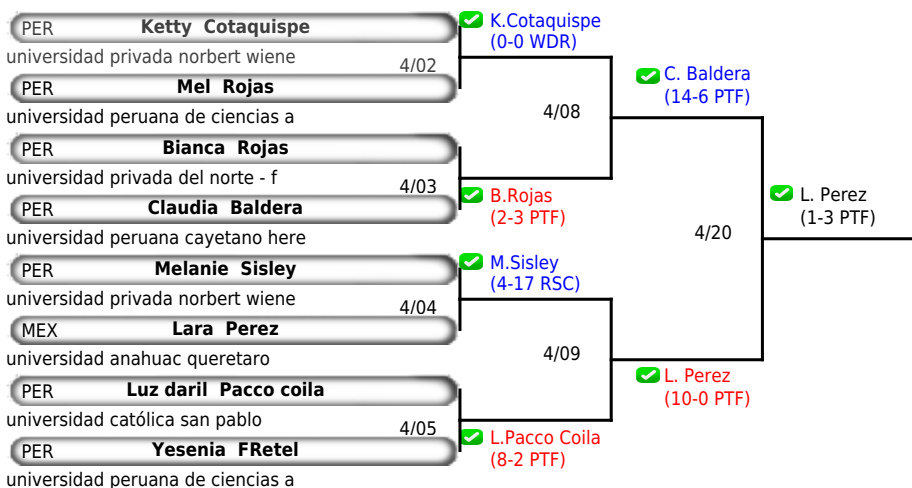 PER Ketty Cotaquispe
universidad privada norbert wiene
4/02
PER Mel Rojas
universidad peruana de ciencias a
PER Bianca Rojas
universidad privada del norte - f
4/03
PER Claudia Baldera
universidad peruana cayetano here
PER Melanie Sisley
universidad privada norbert wiene
4/04
MEX Lara Perez
universidad anahuac queretaro
PER Luz daril Pacco coila
universidad católica san pablo
4/05
PER Yesenia FRetel
universidad peruana de ciencias a
K.Cotaquispe
(0-0 WDR)
4/08
B.Rojas
(2-3 PTF)
M.Sisley
(4-17 RSC)
4/09
L.Pacco Coila
(8-2 PTF)
C. Baldera
(14-6 PTF)
4/20
L. Perez
(10-0 PTF)
L. Perez
(1-3 PTF)